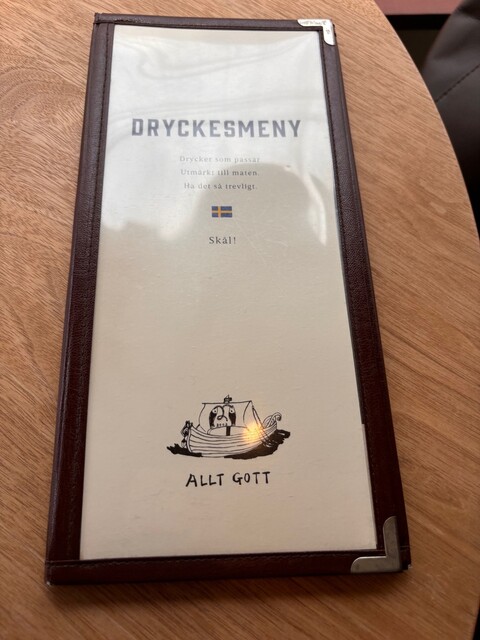 DRYCKESMENY
Drycker som passar
Utmärkt till maten.
Ha det så trevligt.
Skål!
ALLT GOTT